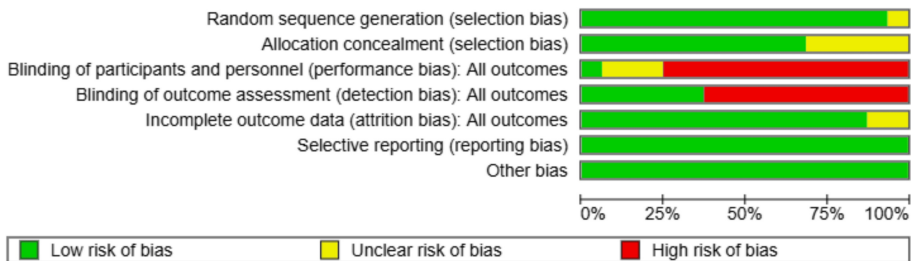 Random sequence generation (selection bias)
Allocation concealment (selection bias)
Blinding of participants and personnel (performance bias): All outcomes
Blinding of outcome assessment (detection bias): All outcomes
Incomplete outcome data (attrition bias): All outcomes
Selective reporting (reporting bias)
Other bias
0% 25% 50% 75% 100%
Low risk of bias Unclear risk of bias High risk of bias